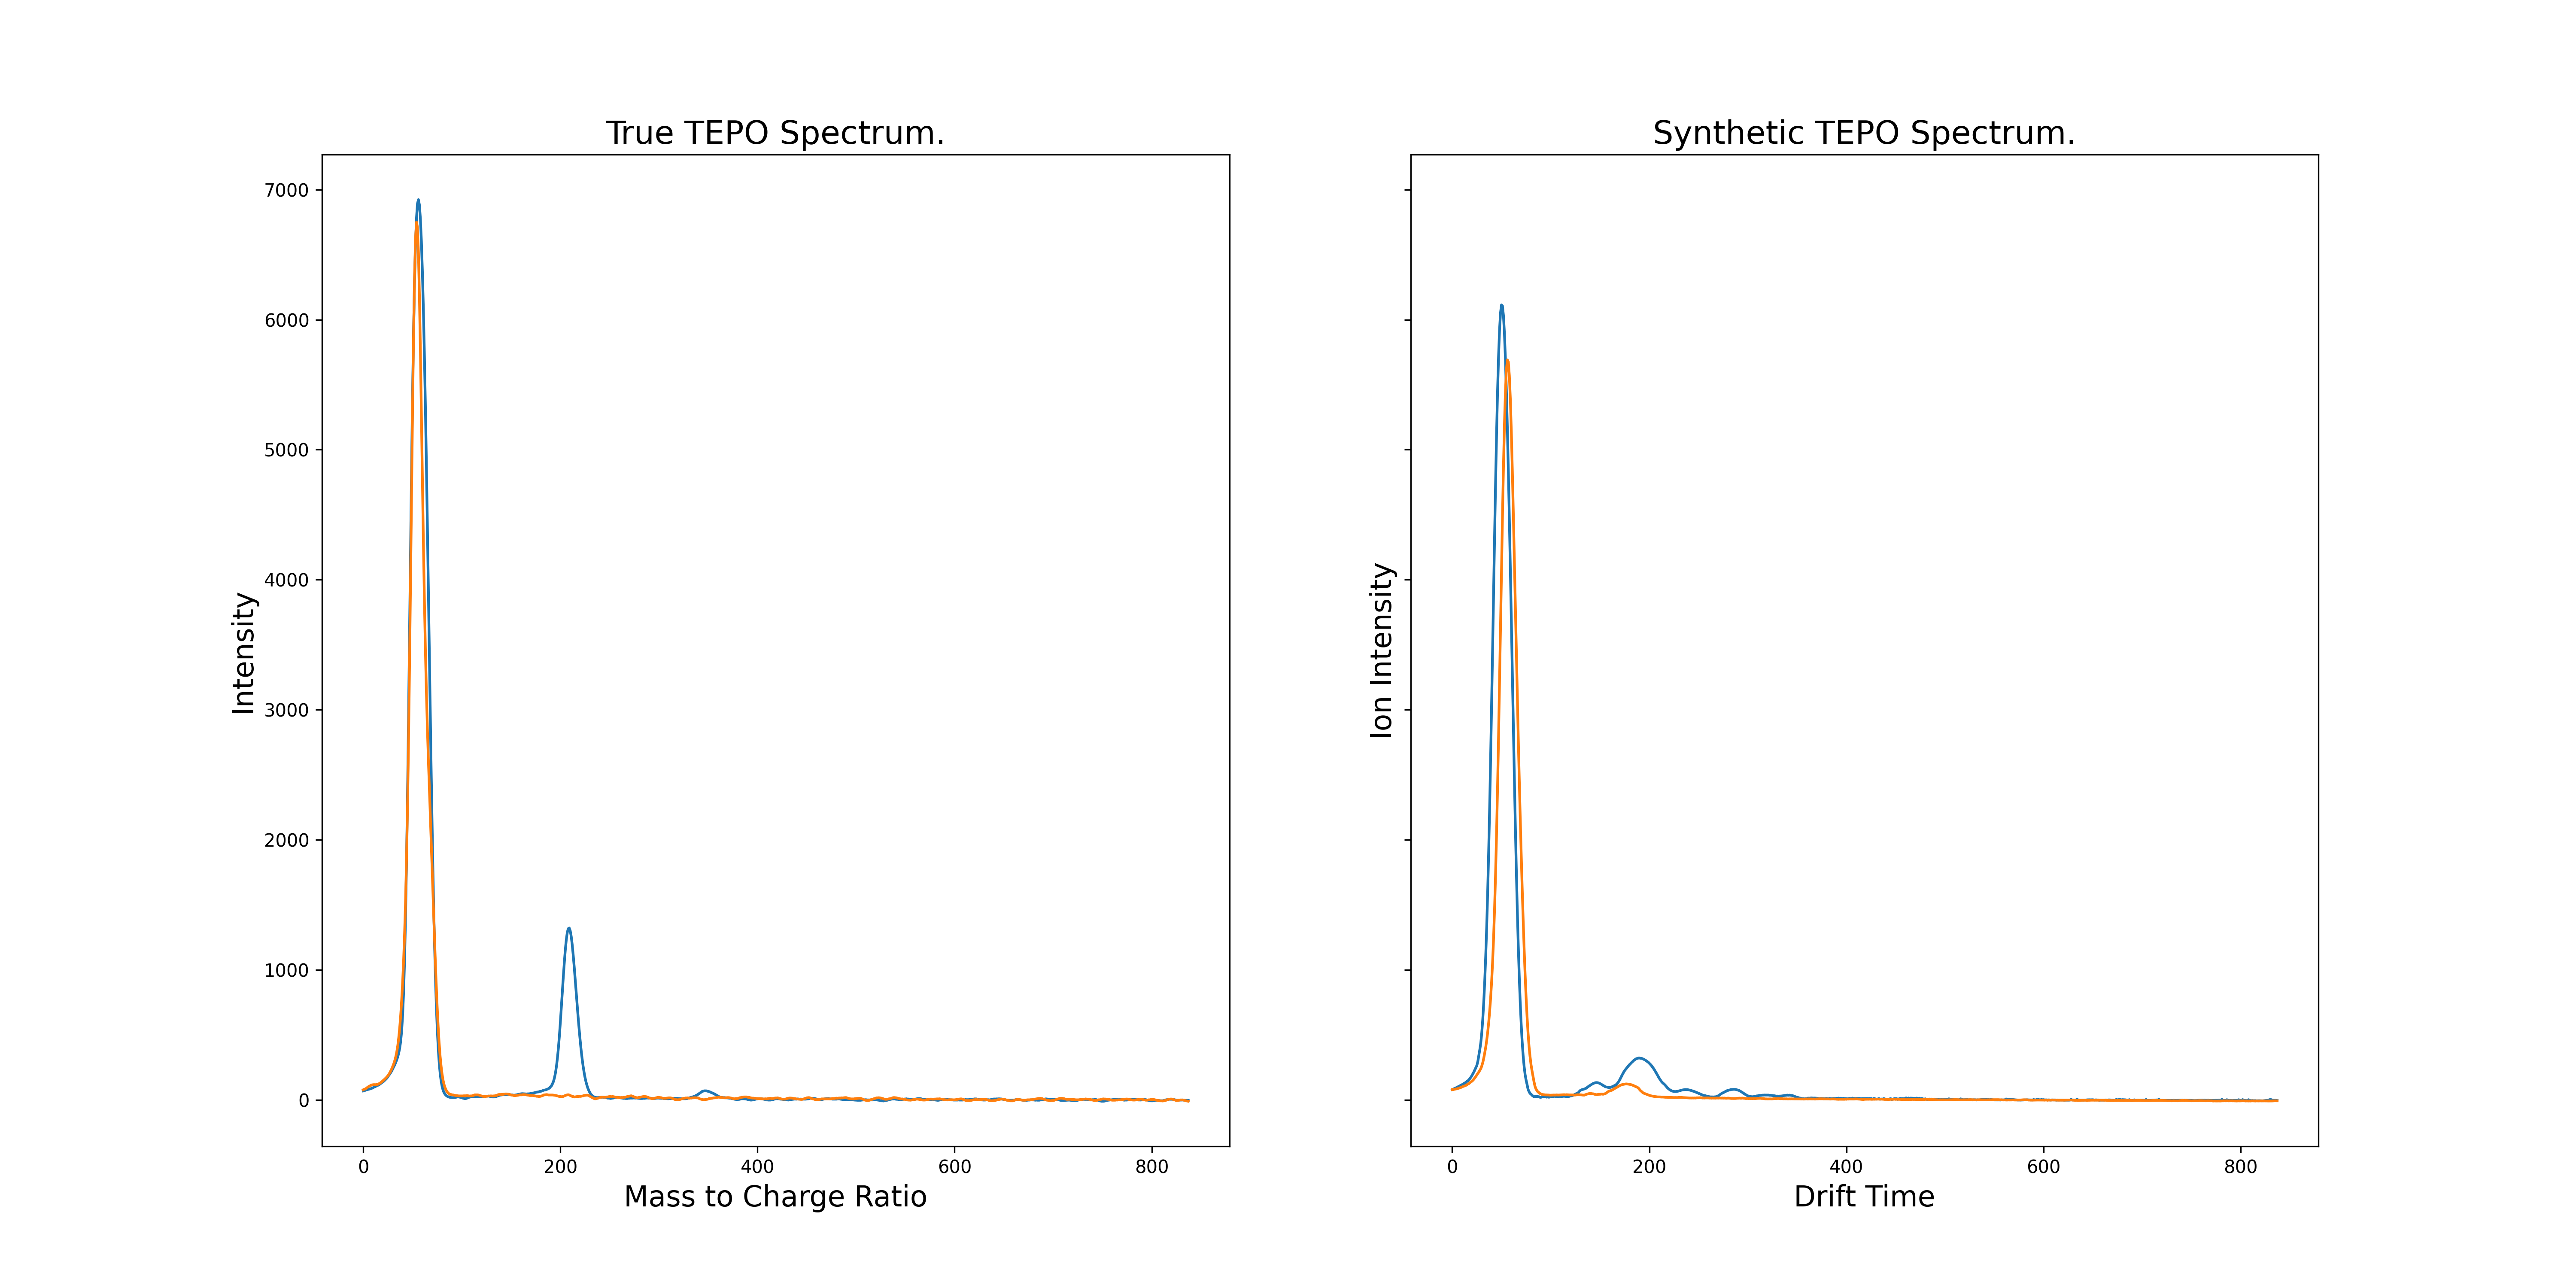 True TEPO Spectrum.
Synthetic TEPO Spectrum.
7000
6000
5000
4000
3000
2000
1000
0
Intensity
Ion Intensity
0 200 400 600 800
0 200 400 600 800
Mass to Charge Ratio
Drift Time